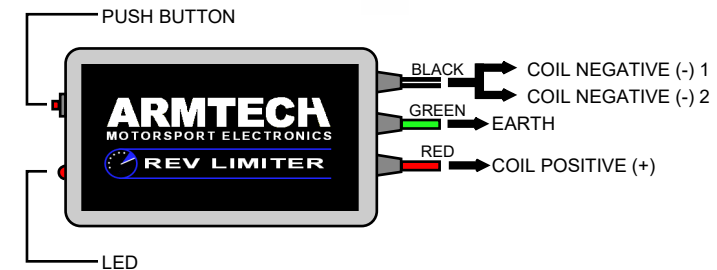 PUSH BUTTON
BLACK
COIL NEGATIVE (-) 1
COIL NEGATIVE (-) 2
GREEN
EARTH
RED
COIL POSITIVE (+)
ARMTECH
MOTORSPORT ELECTRONICS
REV LIMITER
LED